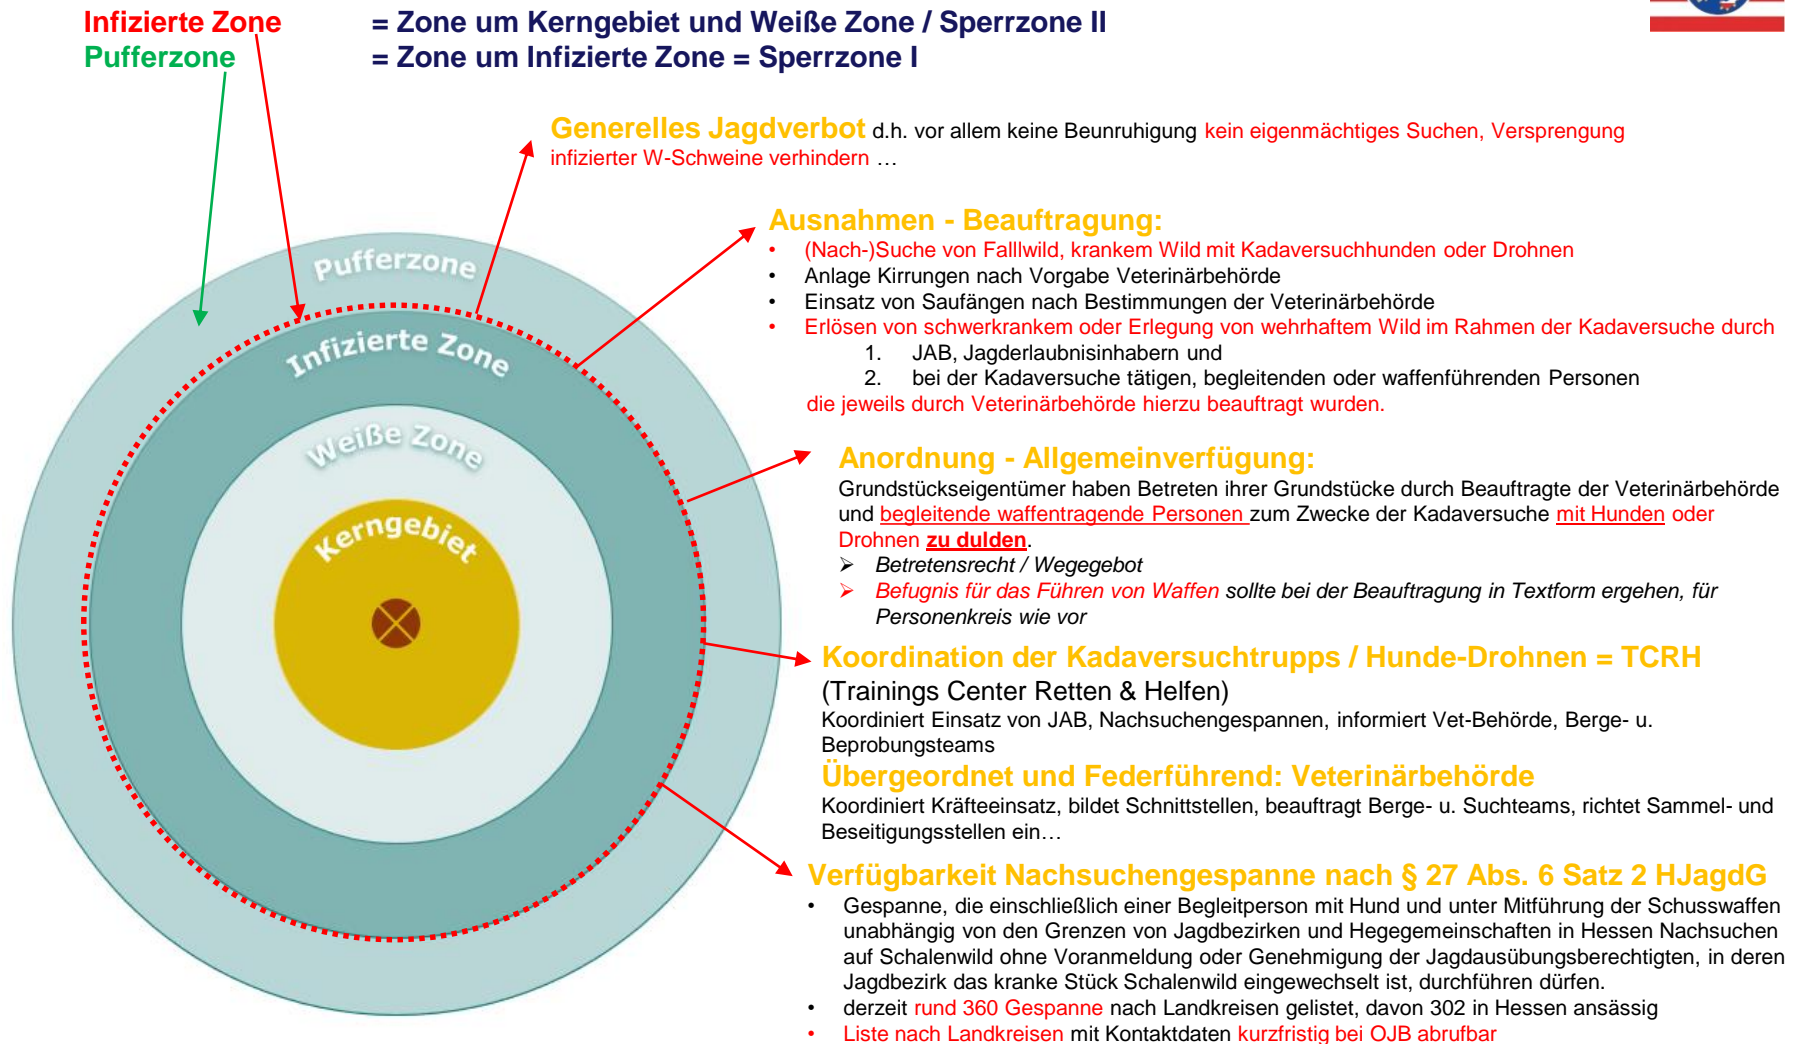 Infizierte Zone = Zone um Kerngebiet und Weiße Zone / Sperrzone II
Pufferzone = Zone um Infizierte Zone = Sperrzone I
Generelles Jagdverbot d.h. vor allem keine Beunruhigung kein eigenmächtiges Suchen, Versprengung
infizierter W-Schweine verhindern …
Ausnahmen - Beauftragung:
• (Nach-)Suche von Falllwild, krankem Wild mit Kadaversuchhunden oder Drohnen
• Anlage Kirrungen nach Vorgabe Veterinärbehörde
• Einsatz von Saufängen nach Bestimmungen der Veterinärbehörde
• Erlösen von schwerkrankem oder Erlegung von wehrhaftem Wild im Rahmen der Kadaversuche durch
1. JAB, Jagderlaubnisinhabern und
2. bei der Kadaversuche tätigen, begleitenden oder waffenführenden Personen
die jeweils durch Veterinärbehörde hierzu beauftragt wurden.
Pufferzone
Infizierte Zone
Weiße Zone
Kerngebiet
Anordnung - Allgemeinverfügung:
Grundstückseigentümer haben Betreten ihrer Grundstücke durch Beauftragte der Veterinärbehörde
und begleitende waffentragende Personen zum Zwecke der Kadaversuche mit Hunden oder
Drohnen zu dulden.
➢ Betretensrecht / Wegegebot
➢ Befugnis für das Führen von Waffen sollte bei der Beauftragung in Textform ergehen, für
Personenkreis wie vor
Koordination der Kadaversuchtrupps / Hunde-Drohnen = TCRH
(Trainings Center Retten & Helfen)
Koordiniert Einsatz von JAB, Nachsuchengespannen, informiert Vet-Behörde, Berge- u.
Beprobungsteams
Übergeordnet und Federführend: Veterinärbehörde
Koordiniert Kräfteeinsatz, bildet Schnittstellen, beauftragt Berge- u. Suchteams, richtet Sammel- und
Beseitigungsstellen ein…
Verfügbarkeit Nachsuchengespanne nach § 27 Abs. 6 Satz 2 HJagdG
• Gespanne, die einschließlich einer Begleitperson mit Hund und unter Mitführung der Schusswaffen
unabhängig von den Grenzen von Jagdbezirken und Hegegemeinschaften in Hessen Nachsuchen
auf Schalenwild ohne Voranmeldung oder Genehmigung der Jagdausübungsberechtigten, in deren
Jagdbezirk das kranke Stück Schalenwild eingewechselt ist, durchführen dürfen.
• derzeit rund 360 Gespanne nach Landkreisen gelistet, davon 302 in Hessen ansässig
• Liste nach Landkreisen mit Kontaktdaten kurzfristig bei OJB abrufbar